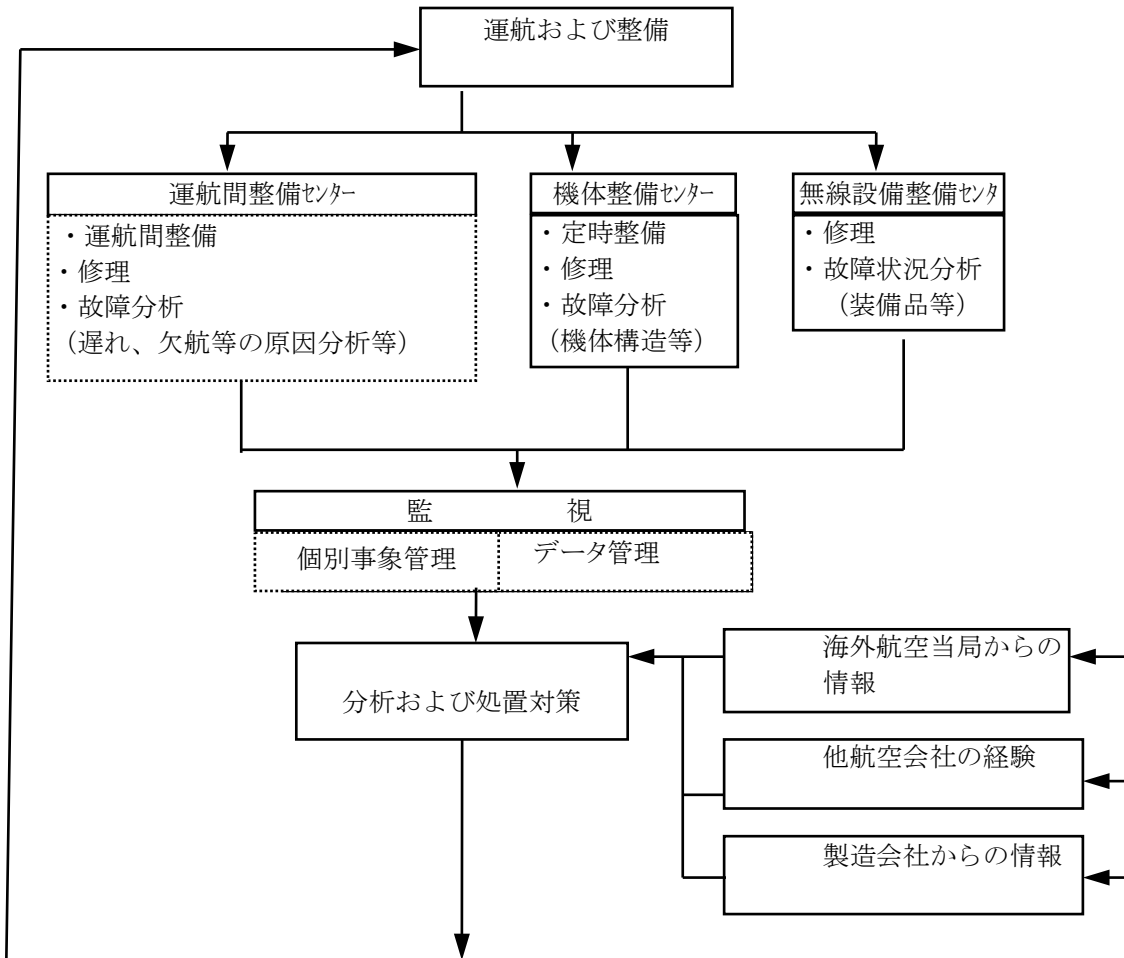 運航および整備
運航間整備ｾﾝﾀｰ
・運航間整備
・修理
・故障分析
（遅れ、欠航等の原因分析等）
機体整備ｾﾝﾀｰ
・定時整備
・修理
・故障分析
（機体構造等）
無線設備整備ｾﾝﾀ
・修理
・故障状況分析
（装備品等）
監　　　　視
個別事象管理
データ管理
分析および処置対策
海外航空当局からの
情報
他航空会社の経験
製造会社からの情報